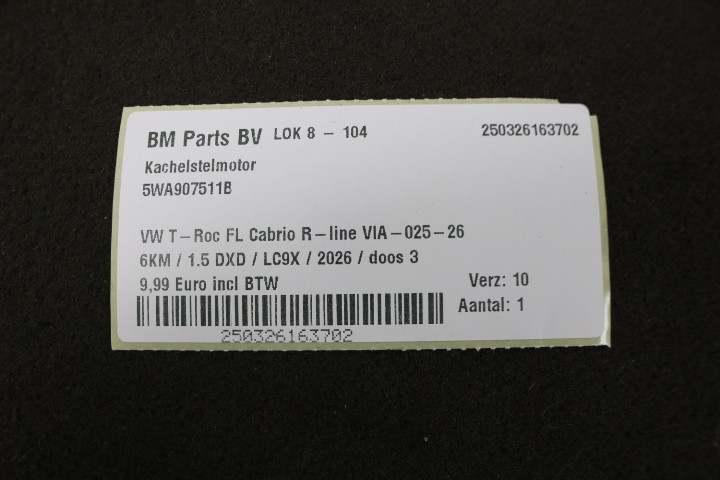 BM Parts BV LOK 8 - 104 250326163702
Kachelstelmotor
5WA907511B
VW T-Roc FL Cabrio R-line VIA-025-26
6KM / 1.5 DXD / LC9X / 2026 / doos 3
9,99 Euro incl BTW Verz: 10
Aantal: 1
250326163702